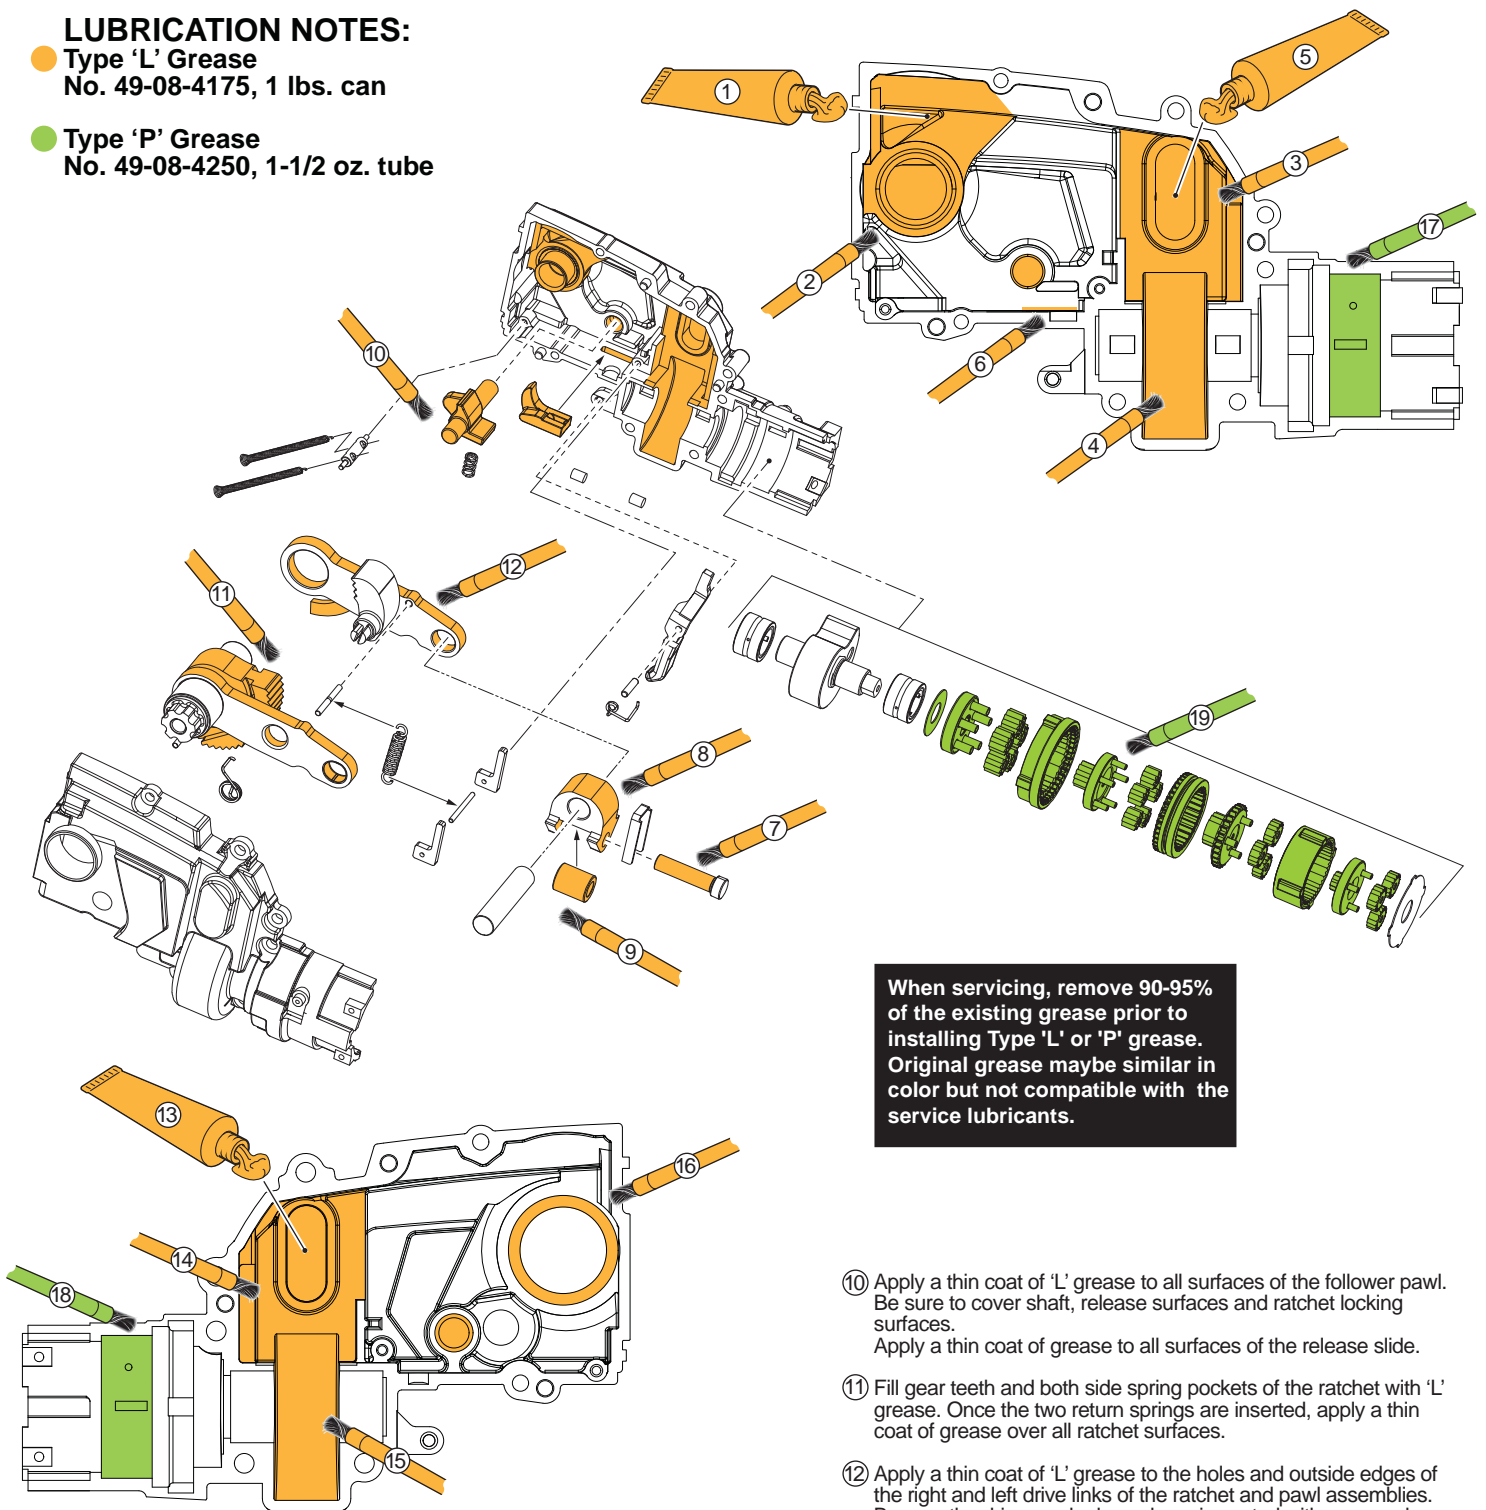 LUBRICATION NOTES:
Type ‘L’ Grease
No. 49-08-4175, 1 lbs. can
Type ‘P’ Grease
No. 49-08-4250, 1-1/2 oz. tube
1
5
3
17
2
6
4
10
12
11
19
8
7
9
When servicing, remove 90-95%
of the existing grease prior to
installing Type 'L' or 'P' grease.
Original grease maybe similar in
color but not compatible with the
service lubricants.
13
16
14
18
15
10 Apply a thin coat of ‘L’ grease to all surfaces of the follower pawl.
Be sure to cover shaft, release surfaces and ratchet locking
surfaces.
Apply a thin coat of grease to all surfaces of the release slide.
11 Fill gear teeth and both side spring pockets of the ratchet with ‘L’
grease. Once the two return springs are inserted, apply a thin
coat of grease over all ratchet surfaces.
12 Apply a thin coat of ‘L’ grease to the holes and outside edges of
the right and left drive links of the ratchet and pawl assemblies.